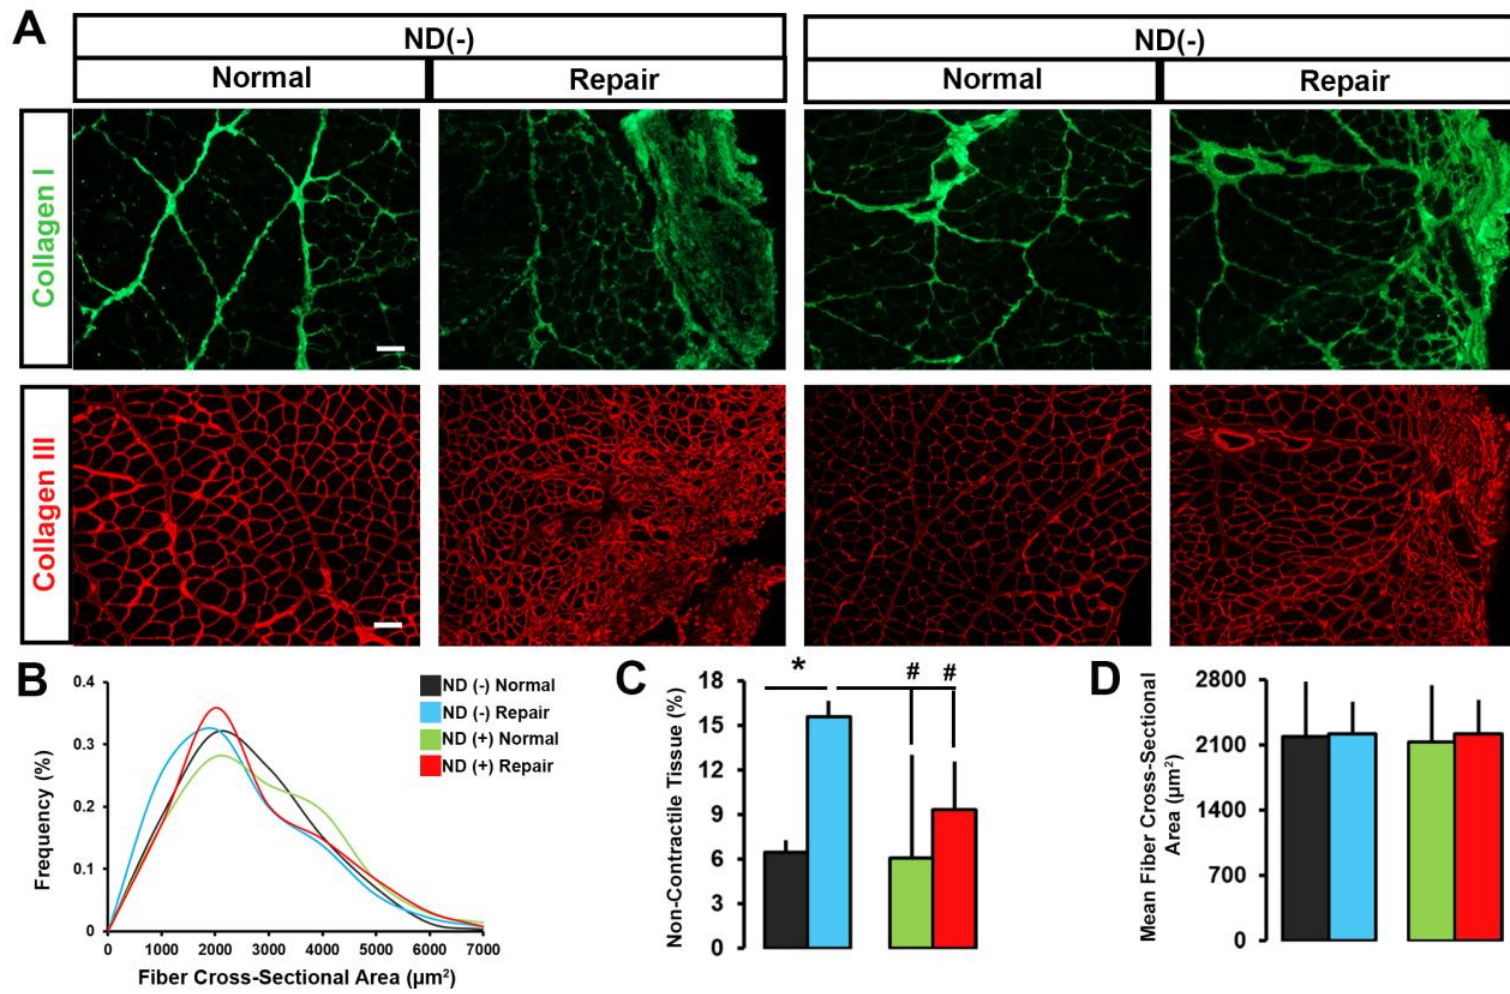 A
ND(-)
ND(-)
Normal
Repair
Normal
Repair
Collagen I
Collagen III
B
0.4
0.3
0.2
0.1
0
Frequency (%)
0 1000 2000 3000 4000 5000 6000 7000
Fiber Cross-Sectional Area (µm²)
ND (-) Normal
ND (-) Repair
ND (+) Normal
ND (+) Repair
C
18
15
12
9
6
3
0
Non-Contractile Tissue (%)
* # #
D
2800
2100
1400
700
0
Mean Fiber Cross-Sectional
Area (µm²)